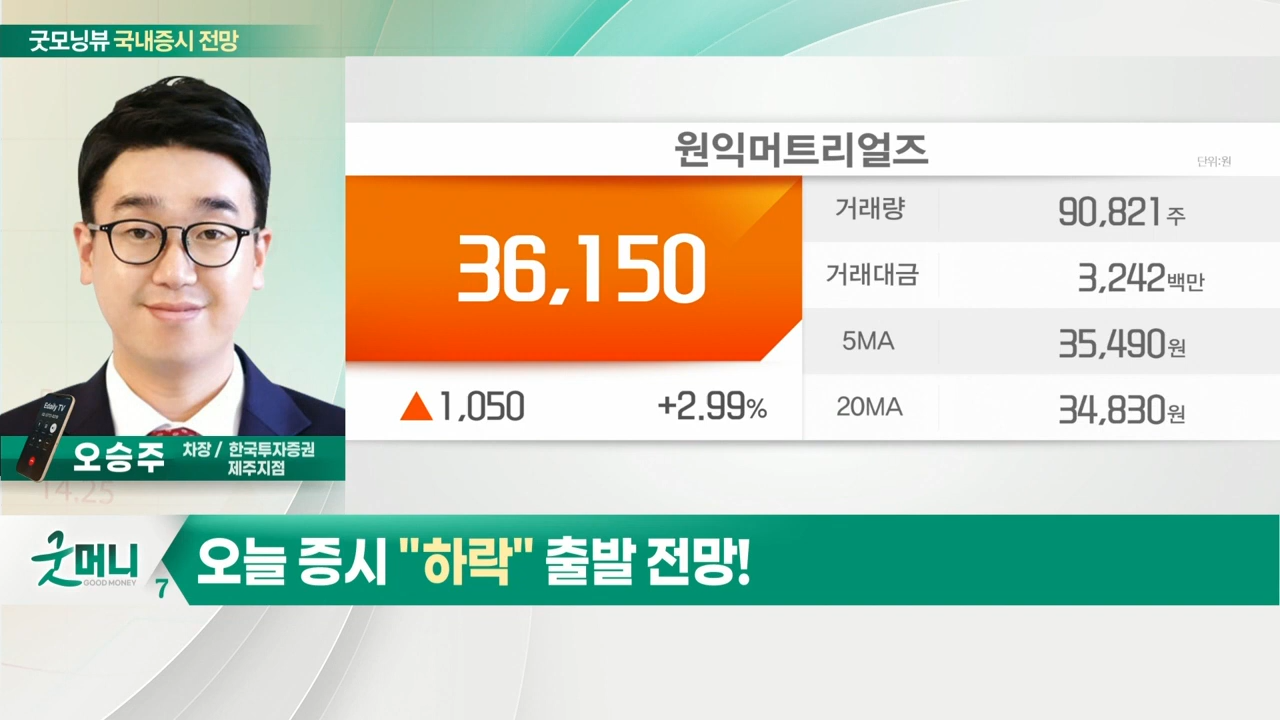 굿모닝뷰 국내증시 전망
원익머트리얼즈
단위:원
36,150
▲1,050 +2.99%
거래량 90,821주
거래대금 3,242백만
5MA 35,490원
20MA 34,830원
Edaily TV
오승주 차장 / 한국투자증권
제주지점
14.25
굿머니
GOOD MONEY
7
오늘 증시 "하락" 출발 전망!